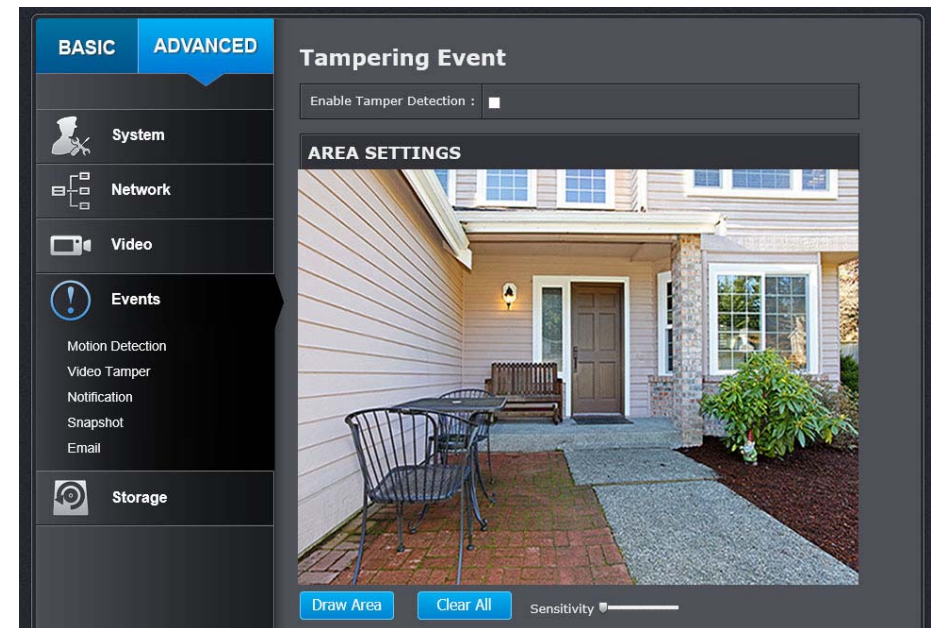 BASIC
ADVANCED
System
Network
Video
Events
Motion Detection
Video Tamper
Notification
Snapshot
Email
Storage
Tampering Event
Enable Tamper Detection :
AREA SETTINGS
Draw Area
Clear All
Sensitivity